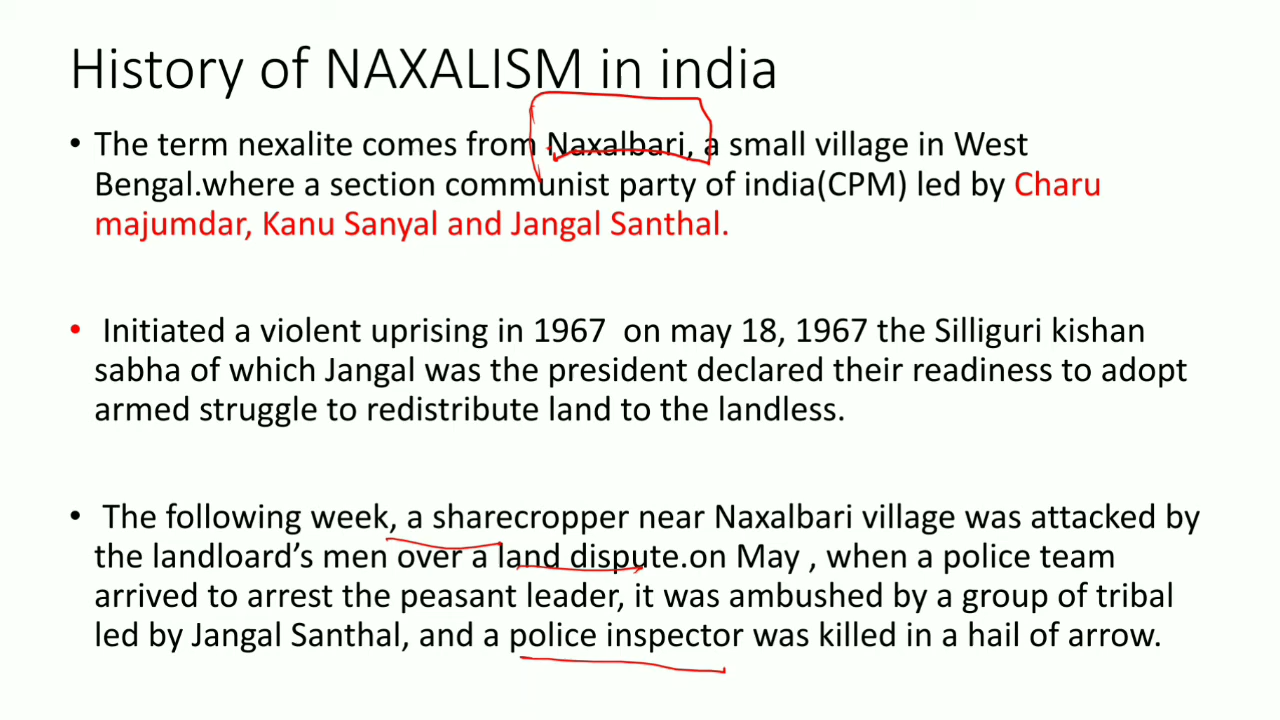 History of NAXALISM in india
• The term nexalite comes from Naxalbari, a small village in West
Bengal.where a section communist party of india(CPM) led by Charu
majumdar, Kanu Sanyal and Jangal Santhal.
• Initiated a violent uprising in 1967 on may 18, 1967 the Silliguri kishan
sabha of which Jangal was the president declared their readiness to adopt
armed struggle to redistribute land to the landless.
• The following week, a sharecropper near Naxalbari village was attacked by
the landloard’s men over a land dispute.on May , when a police team
arrived to arrest the peasant leader, it was ambushed by a group of tribal
led by Jangal Santhal, and a police inspector was killed in a hail of arrow.